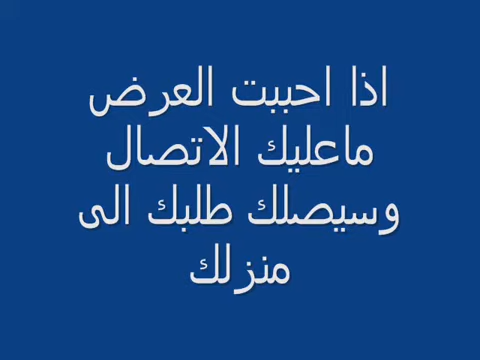 اذا احببت العرض
ماعليك الاتصال
وسيصلك طلبك الى
منزلك